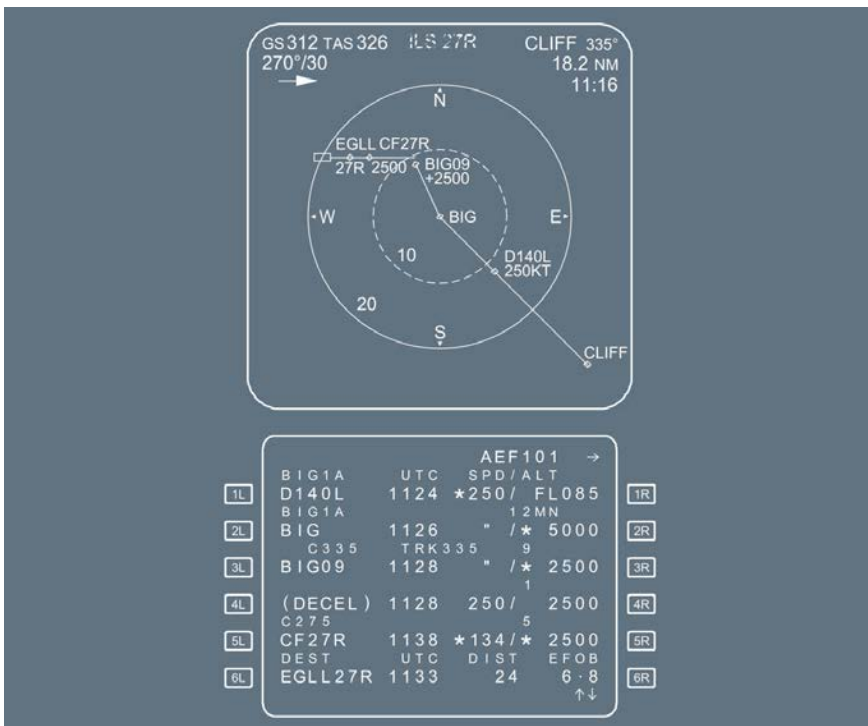 GS 312 TAS 326 ILS 27R CLIFF 335°
270°/30 18.2 NM
11:16
N
EGLL CF27R
27R 2500
BIG09
+2500
W
BIG
E
10
D140L
250KT
20
S
CLIFF
AEF101 →
BIG1A UTC SPD/ALT
1L D140L 1124 *250/ FL085 1R
BIG1A 12MN
2L BIG 1126 " /* 5000 2R
C335 TRK335 9
3L BIG09 1128 " /* 2500 3R
1
4L (DECEL) 1128 250/ 2500 4R
C275 5
5L CF27R 1138 *134/* 2500 5R
DEST UTC DIST EFOB
6L EGLL27R 1133 24 6·8 6R
↑↓